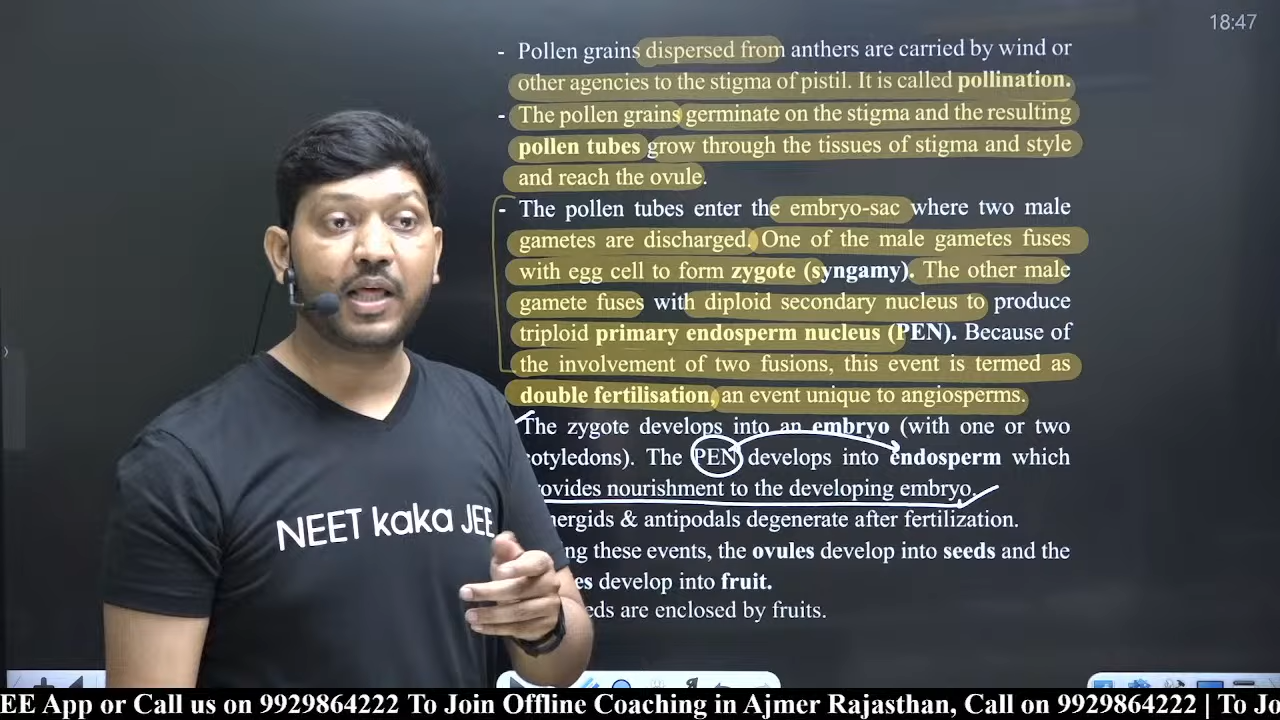 18:47
- Pollen grains dispersed from anthers are carried by wind or
other agencies to the stigma of pistil. It is called pollination.
- The pollen grains germinate on the stigma and the resulting
pollen tubes grow through the tissues of stigma and style
and reach the ovule.
- The pollen tubes enter the embryo-sac where two male
gametes are discharged. One of the male gametes fuses
with egg cell to form zygote (syngamy). The other male
gamete fuses with diploid secondary nucleus to produce
triploid primary endosperm nucleus (PEN). Because of
the involvement of two fusions, this event is termed as
double fertilisation, an event unique to angiosperms.
The zygote develops into an embryo (with one or two
otyledons). The PEN develops into endosperm which
rovides nourishment to the developing embryo.
nergids & antipodals degenerate after fertilization.
ng these events, the ovules develop into seeds and the
es develop into fruit.
eds are enclosed by fruits.
NEET kaka JEE
EE App or Call us on 9929864222 To Join Offline Coaching in Ajmer Rajasthan, Call on 9929864222 | To Jo